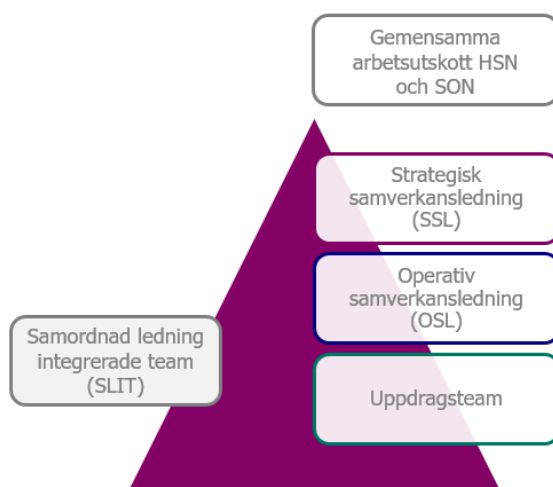 Gemensamma
arbetsutskott HSN
och SON
Strategisk
samverkansledning
(SSL)
Operativ
samverkansledning
(OSL)
Samordnad ledning
integrerade team
(SLIT)
Uppdragsteam